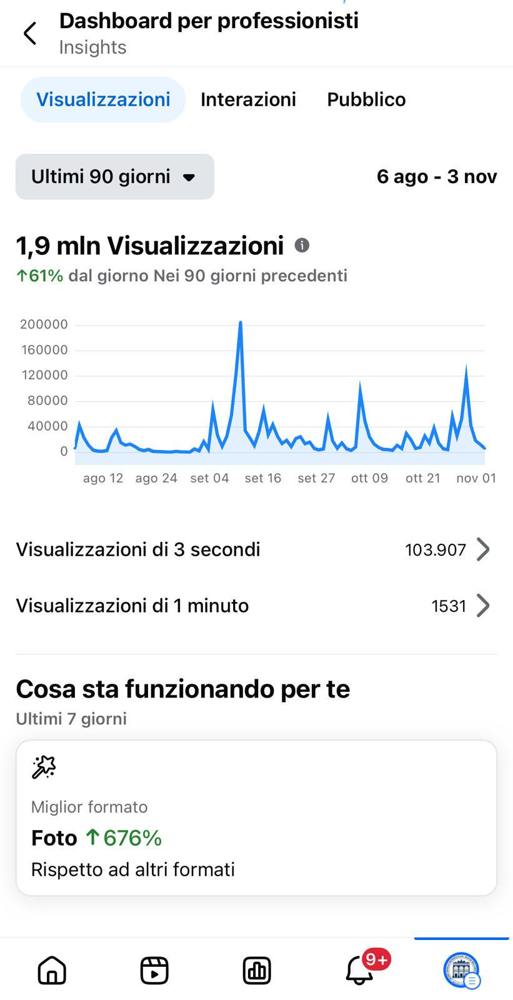 Dashboard per professionisti
Insights
Visualizzazioni Interazioni Pubblico
Ultimi 90 giorni 6 ago - 3 nov
1,9 mln Visualizzazioni
↑61% dal giorno Nei 90 giorni precedenti
200000
160000
120000
80000
40000
0
ago 12 ago 24 set 04 set 16 set 27 ott 09 ott 21 nov 01
Visualizzazioni di 3 secondi 103.907
Visualizzazioni di 1 minuto 1531
Cosa sta funzionando per te
Ultimi 7 giorni
Miglior formato
Foto ↑676%
Rispetto ad altri formati
9+